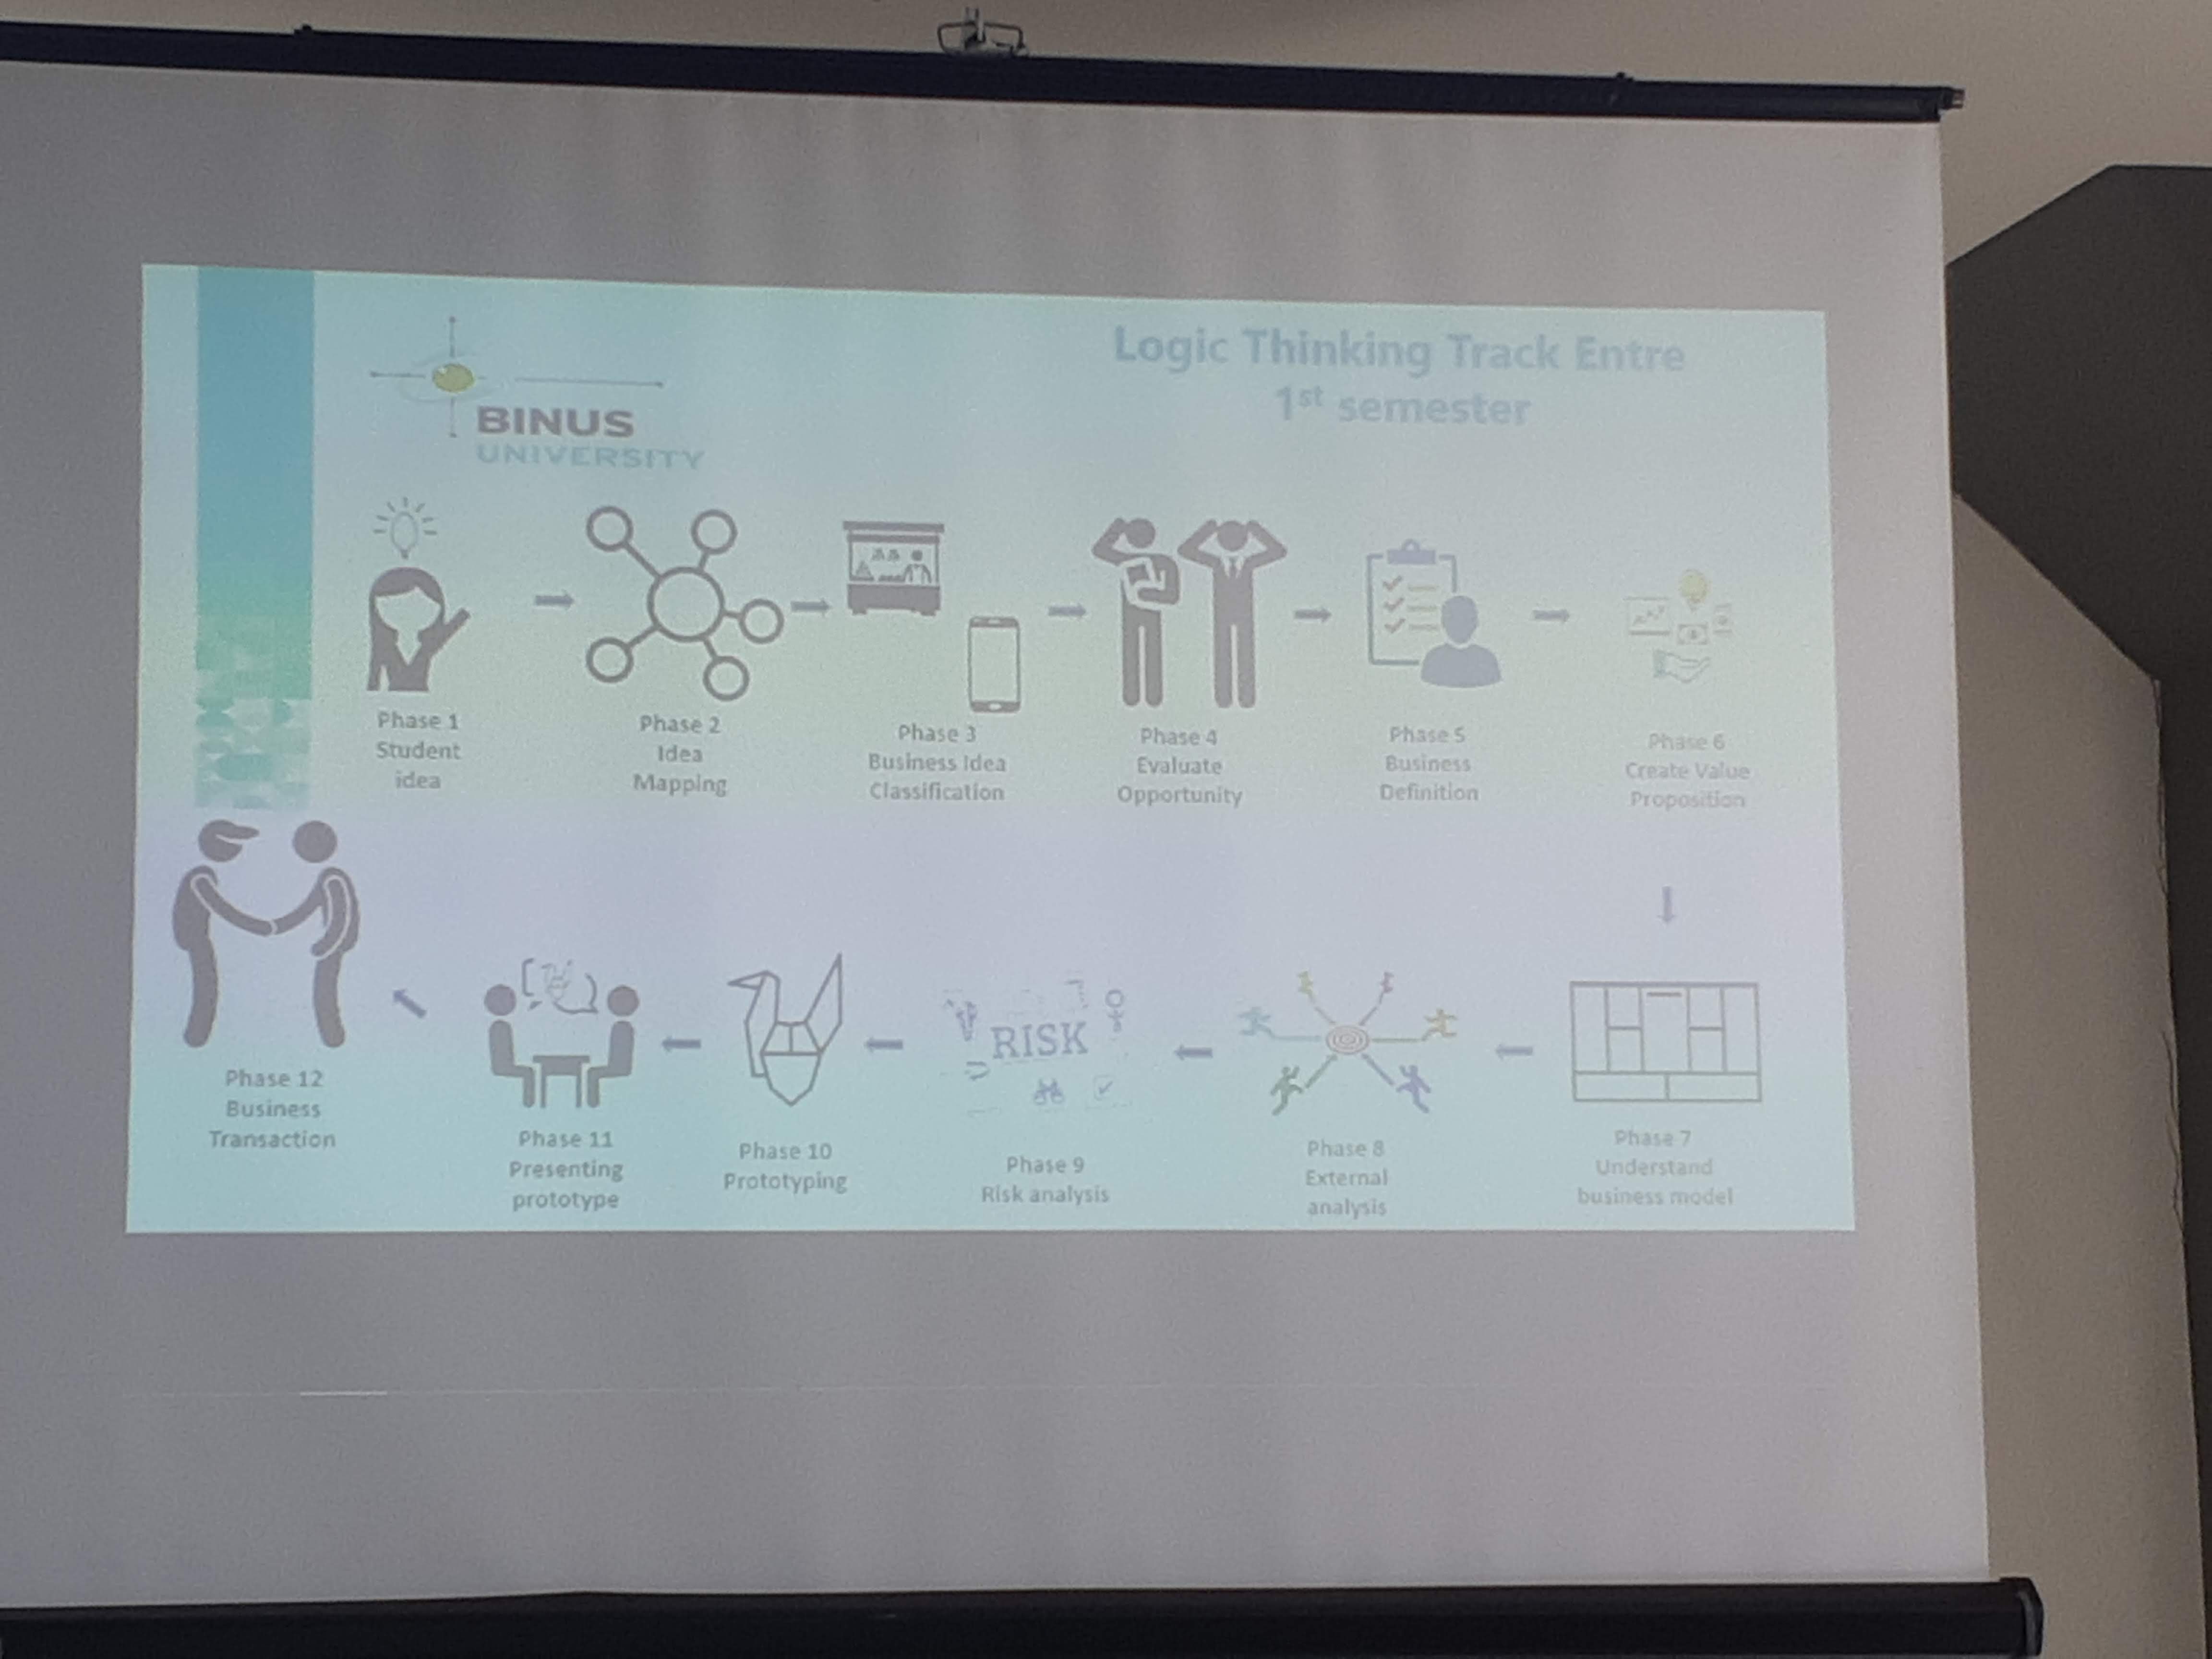 BINUS
UNIVERSITY
Logic Thinking Track Entre
1st semester
Phase 1
Student
idea
Phase 2
Idea
Mapping
Phase 3
Business Idea
Classification
Phase 4
Evaluate
Opportunity
Phase 5
Business
Definition
Phase 6
Create Value
Proposition
Phase 7
Understand
business model
Phase 8
External
analysis
RISK
Phase 9
Risk analysis
Phase 10
Prototyping
Phase 11
Presenting
prototype
Phase 12
Business
Transaction